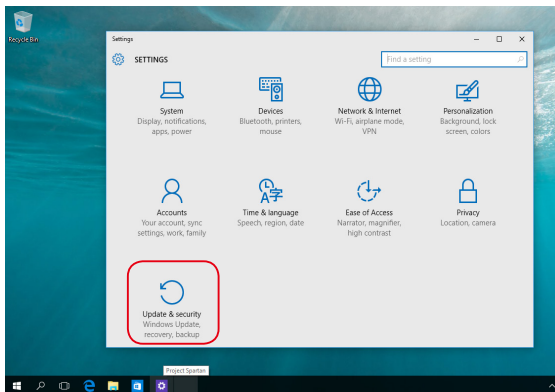 Recycle Bin
Settings
SETTINGS
Find a setting
System
Display, notifications,
apps, power
Devices
Bluetooth, printers,
mouse
Network & Internet
Wi-Fi, airplane mode,
VPN
Personalization
Background, lock
screen, colors
Accounts
Your account, sync
settings, work, family
Time & language
Speech, region, date
Ease of Access
Narrator, magnifier,
high contrast
Privacy
Location, camera
Update & security
Windows Update,
recovery, backup
Project Spartan